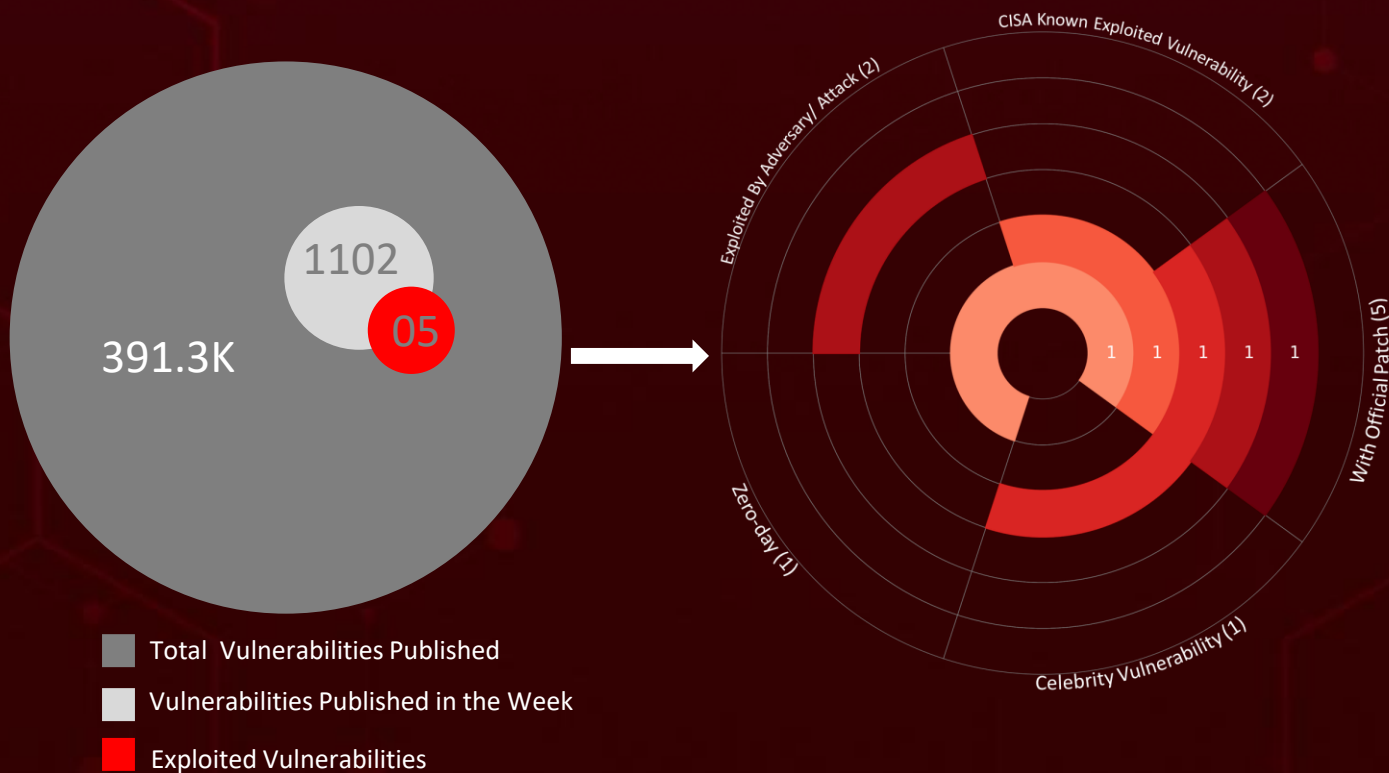 391.3K
1102
05
Total Vulnerabilities Published
Vulnerabilities Published in the Week
Exploited Vulnerabilities
CISA Known Exploited Vulnerability (2)
Exploited By Adversary/ Attack (2)
With Official Patch (5)
1 1 1 1 1
Zero-day (1)
Celebrity Vulnerability (1)